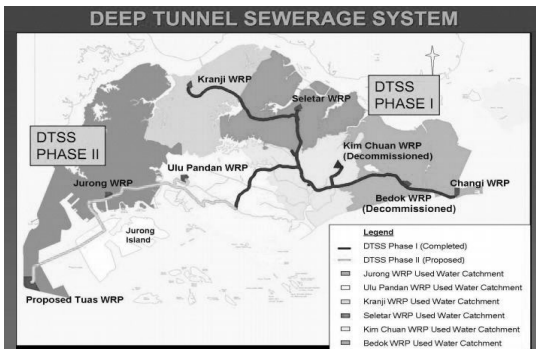 DEEP TUNNEL SEWERAGE SYSTEM
Kranji WRP
Seletar WRP
DTSS
PHASE I
DTSS
PHASE II
Kim Chuan WRP
(Decommissioned)
Ulu Pandan WRP
Jurong WRP
Changi WRP
Bedok WRP
(Decommissioned)
Jurong
Island
Proposed Tuas WRP
Legend
DTSS Phase I (Completed)
DTSS Phase II (Proposed)
Jurong WRP Used Water Catchment
Ulu Pandan WRP Used Water Catchment
Kranji WRP Used Water Catchment
Seletar WRP Used Water Catchment
Kim Chuan WRP Used Water Catchment
Bedok WRP Used Water Catchment